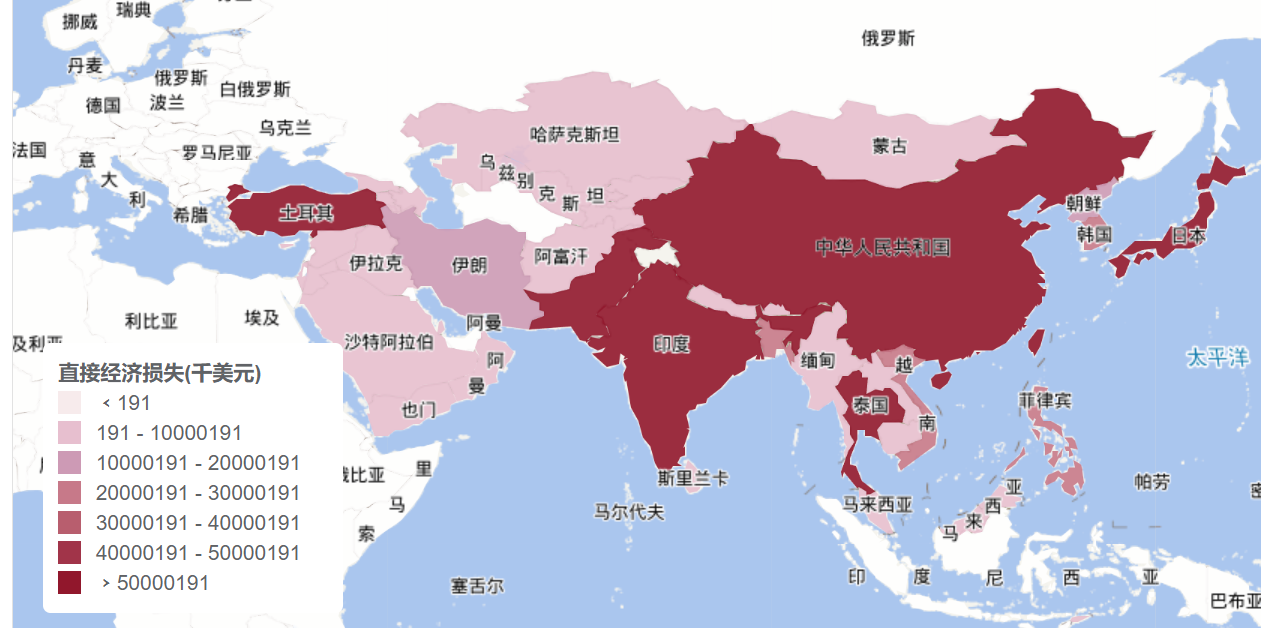 瑞典
挪威
俄罗斯
丹麦
俄罗斯
白俄罗斯
德国
波兰
乌克兰
哈萨克斯坦
蒙古
法国
罗马尼亚
意
大
利
乌
兹
别
克
斯
坦
希腊
土耳其
朝鲜
韩国
日本
中华人民共和国
伊拉克
伊朗
阿富汗
利比亚
埃及
阿曼
沙特阿拉伯
印度
及利亚
阿
曼
缅甸
越
南
太平洋
泰国
菲律宾
也门
直接经济损失(千美元)
< 191
191 - 10000191
10000191 - 20000191
20000191 - 30000191
30000191 - 40000191
40000191 - 50000191
> 50000191
比亚
里
马
索
斯里兰卡
马尔代夫
马来西亚
亚
西
来
马
帕劳
塞舌尔
印
度
尼
西
亚
巴布亚